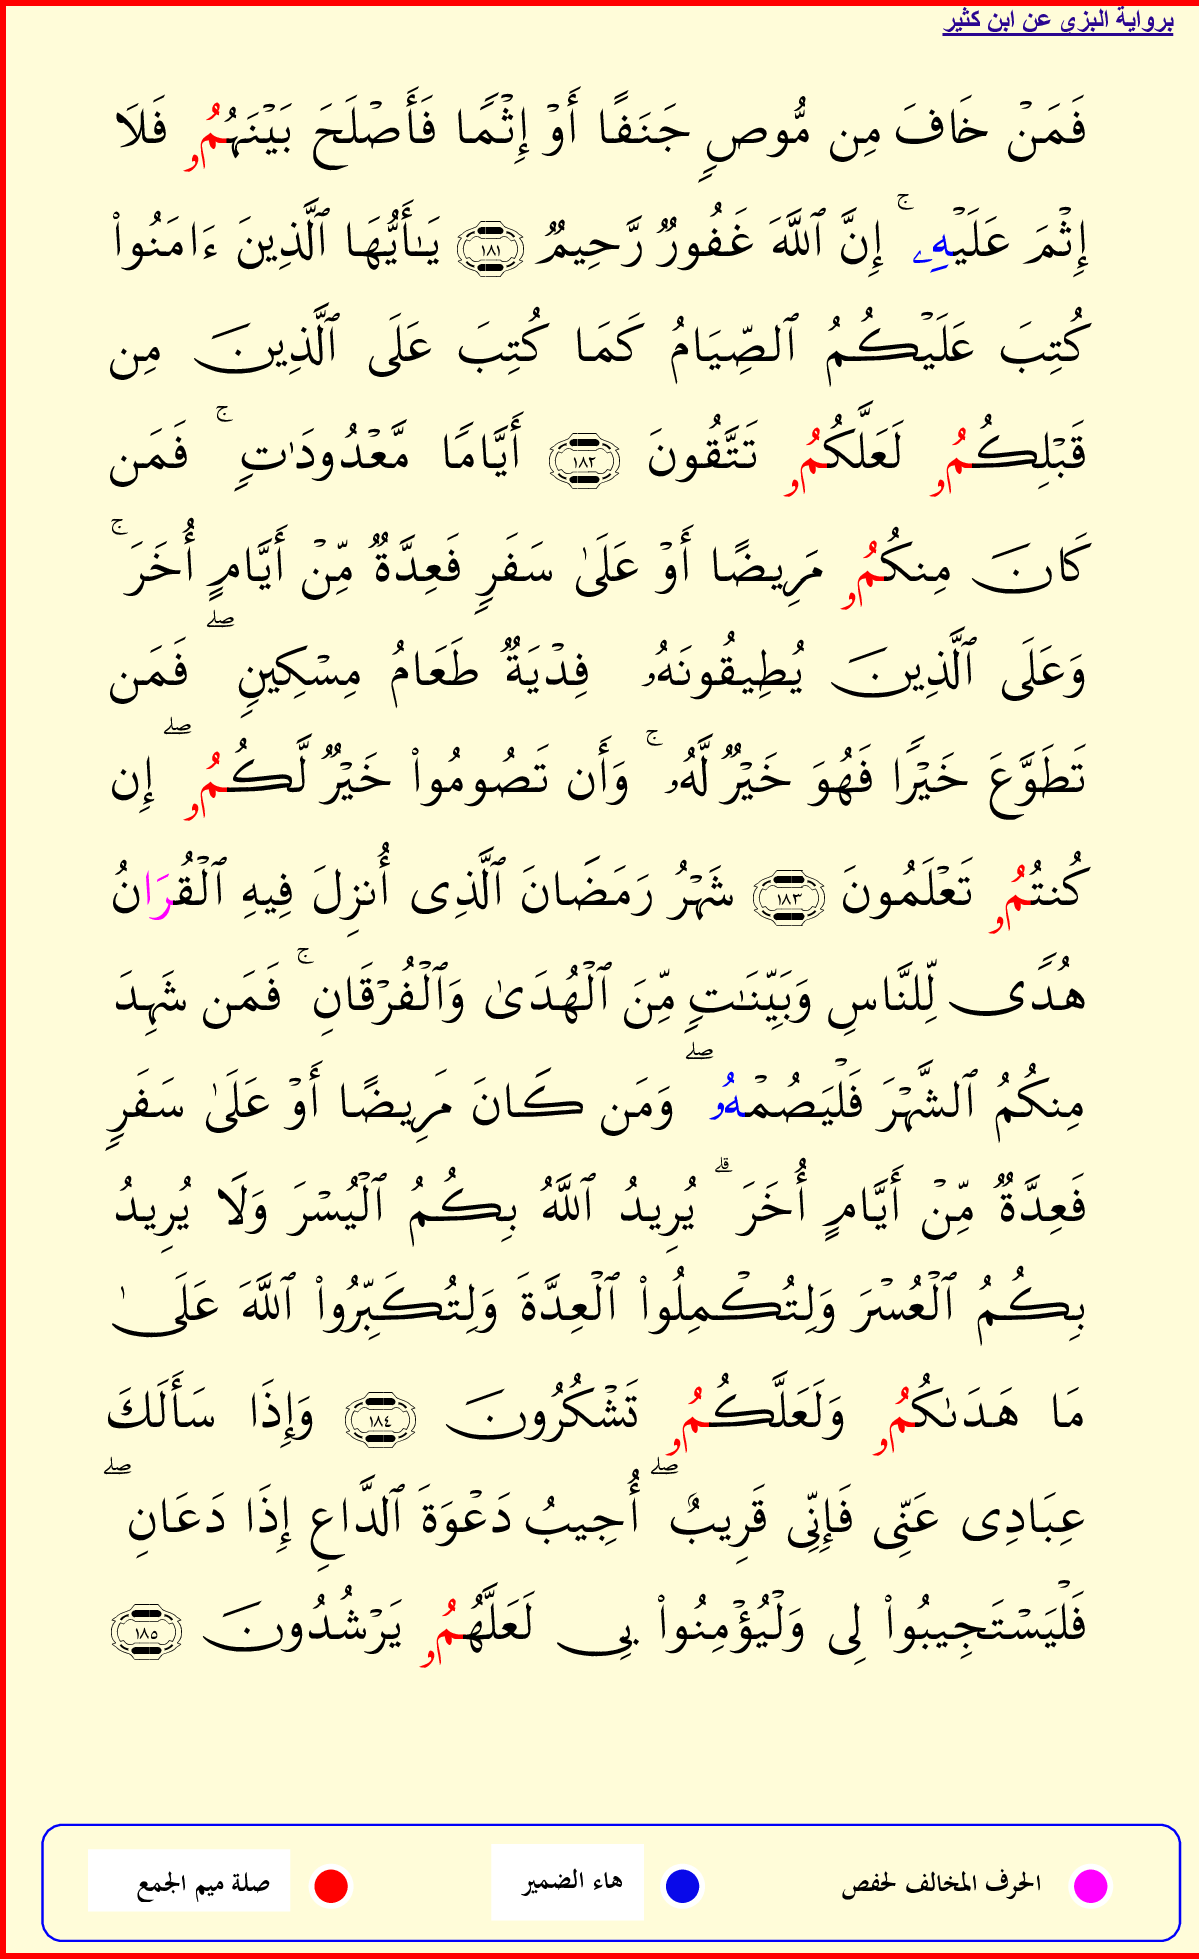 برواية البزى عن ابن كثير
فَمَنۡ خَافَ مِن مُّوصٖ جَنَفًا أَوۡ إِثۡمٗا فَأَصۡلَحَ بَيۡنَهُمُۥ فَلَا
إِثۡمَ عَلَيۡهِۦۚ إِنَّ ٱللَّهَ غَفُورٞ رَّحِيمٞ ١٨١ يَـٰٓأَيُّهَا ٱلَّذِينَ ءَامَنُوا۟
كُتِبَ عَلَيۡكُمُ ٱلصِّيَامُ كَمَا كُتِبَ عَلَى ٱلَّذِينَ مِن
قَبۡلِكُمُۥ لَعَلَّكُمُۥ تَتَّقُونَ ١٨٢ أَيَّامٗا مَّعۡدُودَٰتٖۚ فَمَن
كَانَ مِنكُمُۥ مَرِيضًا أَوۡ عَلَىٰ سَفَرٖ فَعِدَّةٞ مِّنۡ أَيَّامٍ أُخَرَۚ
وَعَلَى ٱلَّذِينَ يُطِيقُونَهُۥ فِدۡيَةٞ طَعَامُ مِسۡكِينٖۖ فَمَن
تَطَوَّعَ خَيۡرٗا فَهُوَ خَيۡرٞ لَّهُۥۚ وَأَن تَصُومُوا۟ خَيۡرٞ لَّكُمُۥۖ إِن
كُنتُمُۥ تَعۡلَمُونَ ١٨٣ شَهۡرُ رَمَضَانَ ٱلَّذِى أُنزِلَ فِيهِ ٱلۡقُرَانُ
هُدٗى لِّلنَّاسِ وَبَيِّنَـٰتٖ مِّنَ ٱلۡهُدَىٰ وَٱلۡفُرۡقَانِۚ فَمَن شَهِدَ
مِنكُمُ ٱلشَّهۡرَ فَلۡيَصُمۡهُۥۖ وَمَن كَانَ مَرِيضًا أَوۡ عَلَىٰ سَفَرٖ
فَعِدَّةٞ مِّنۡ أَيَّامٍ أُخَرَۗ يُرِيدُ ٱللَّهُ بِكُمُ ٱلۡيُسۡرَ وَلَا يُرِيدُ
بِكُمُ ٱلۡعُسۡرَ وَلِتُكۡمِلُوا۟ ٱلۡعِدَّةَ وَلِتُكَبِّرُوا۟ ٱللَّهَ عَلَىٰ
مَا هَدَىٰكُمُۥ وَلَعَلَّكُمُۥ تَشۡكُرُونَ ١٨٤ وَإِذَا سَأَلَكَ
عِبَادِى عَنِّى فَإِنِّى قَرِيبٌۖ أُجِيبُ دَعۡوَةَ ٱلدَّاعِ إِذَا دَعَانِۖ
فَلۡيَسۡتَجِيبُوا۟ لِى وَلۡيُؤۡمِنُوا۟ بِى لَعَلَّهُمُۥ يَرۡشُدُونَ ١٨٥
الحرف المخالف لحفص هاء الضمير صلة ميم الجمع